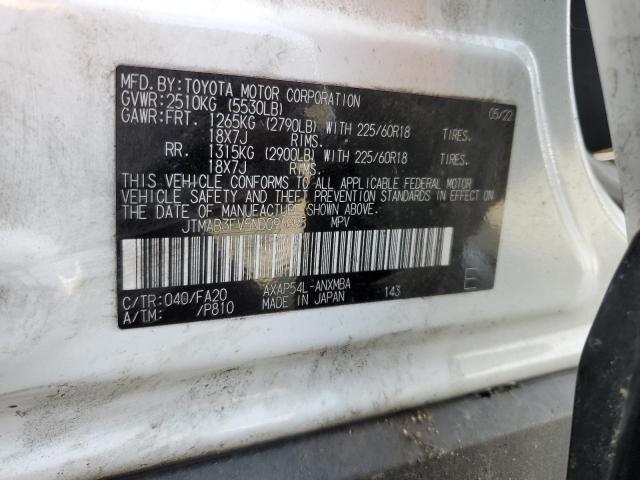 MFD. BY: TOYOTA MOTOR CORPORATION 05/22
GVWR: 2510KG (5530LB)
GAWR: FRT. 1265KG (2790LB) WITH 225/60R18 TIRES.
18X7J RIMS.
RR. 1315KG (2900LB) WITH 225/60R18 TIRES.
18X7J RIMS.
THIS VEHICLE CONFORMS TO ALL APPLICABLE FEDERAL MOTOR
VEHICLE SAFETY AND THEFT PREVENTION STANDARDS IN EFFECT ON
THE DATE OF MANUFACTURE SHOWN ABOVE.
MPV
AXAP54L-ANXMBA 143 E
C/TR: 040/FA20 MADE IN JAPAN
A/TM: /P810